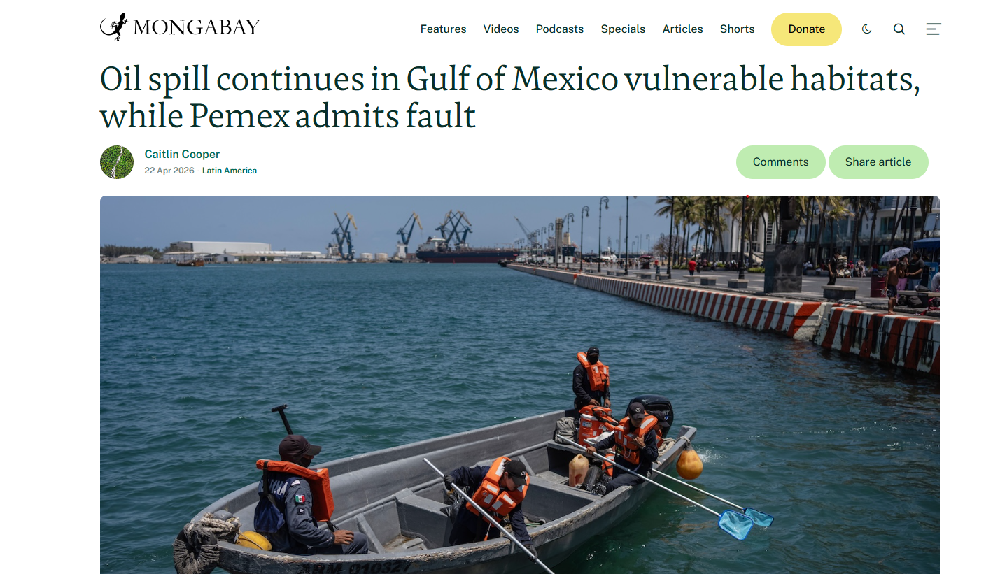 MONGABAY
Features Videos Podcasts Specials Articles Shorts Donate
Oil spill continues in Gulf of Mexico vulnerable habitats,
while Pemex admits fault
Caitlin Cooper
22 Apr 2026 Latin America
Comments Share article